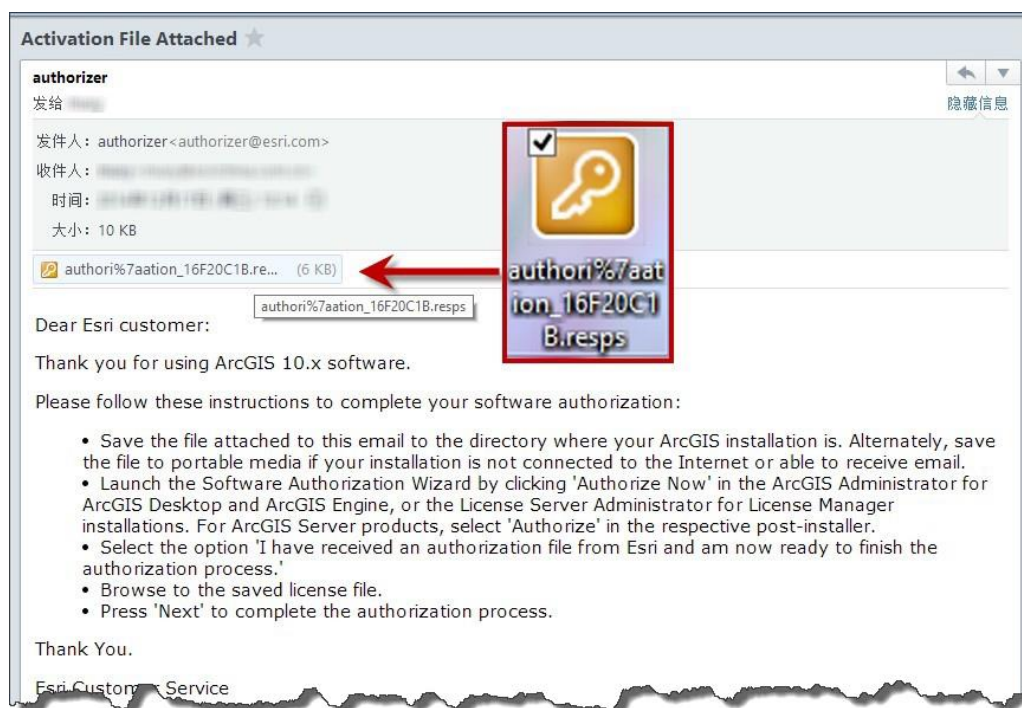 Activation File Attached
authorizer
发给
隐藏信息
发件人：authorizer<authorizer@esri.com>
收件人：
时间：
大小：10 KB
authori%7aation_16F20C1B.re... (6 KB)
authori%7aation_16F20C1B.resps
authori%7aat
ion_16F20C1
B.resps
Dear Esri customer:
Thank you for using ArcGIS 10.x software.
Please follow these instructions to complete your software authorization:
• Save the file attached to this email to the directory where your ArcGIS installation is. Alternately, save
the file to portable media if your installation is not connected to the Internet or able to receive email.
• Launch the Software Authorization Wizard by clicking 'Authorize Now' in the ArcGIS Administrator for
ArcGIS Desktop and ArcGIS Engine, or the License Server Administrator for License Manager
installations. For ArcGIS Server products, select 'Authorize' in the respective post-installer.
• Select the option 'I have received an authorization file from Esri and am now ready to finish the
authorization process.'
• Browse to the saved license file.
• Press 'Next' to complete the authorization process.
Thank You.
Esri Customer Service